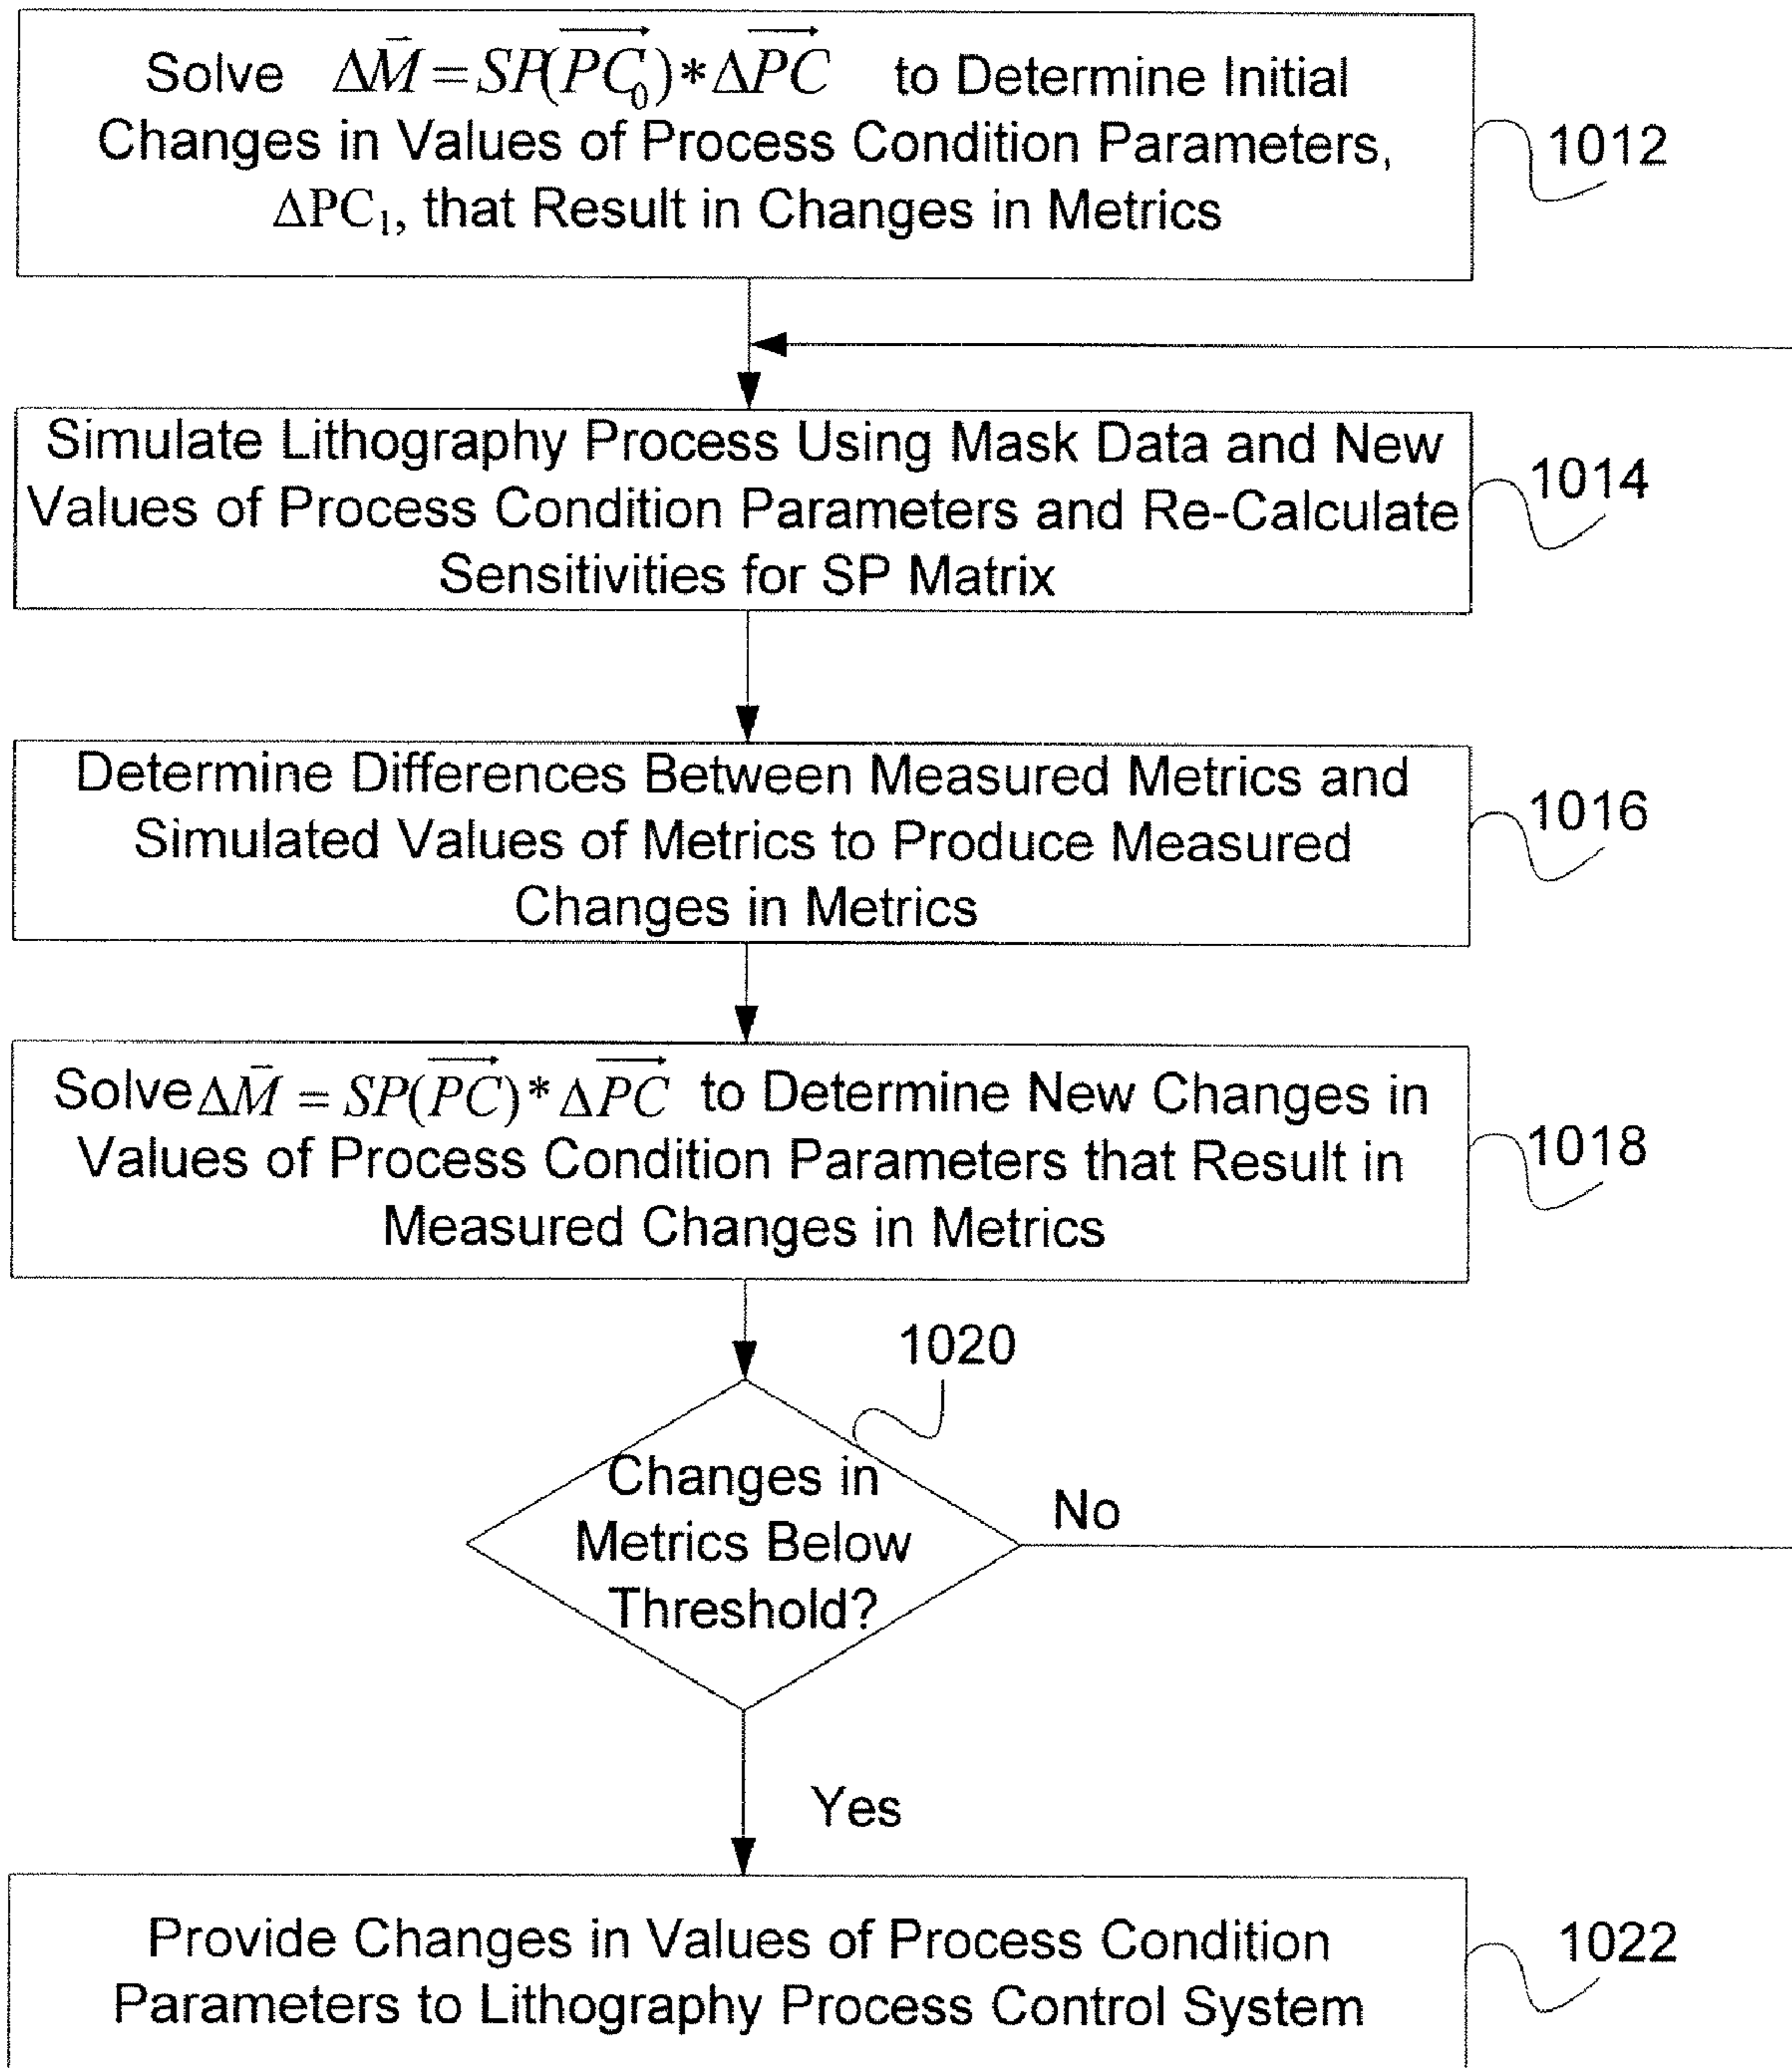 Solve ΔM̄ = SP(PC₀) * ΔPC to Determine Initial
Changes in Values of Process Condition Parameters,
ΔPC₁, that Result in Changes in Metrics
1012
Simulate Lithography Process Using Mask Data and New
Values of Process Condition Parameters and Re-Calculate
Sensitivities for SP Matrix
1014
Determine Differences Between Measured Metrics and
Simulated Values of Metrics to Produce Measured
Changes in Metrics
1016
Solve ΔM̄ = SP(PC) * ΔPC to Determine New Changes in
Values of Process Condition Parameters that Result in
Measured Changes in Metrics
1018
1020
Changes in
Metrics Below
Threshold?
No
Yes
Provide Changes in Values of Process Condition
Parameters to Lithography Process Control System
1022